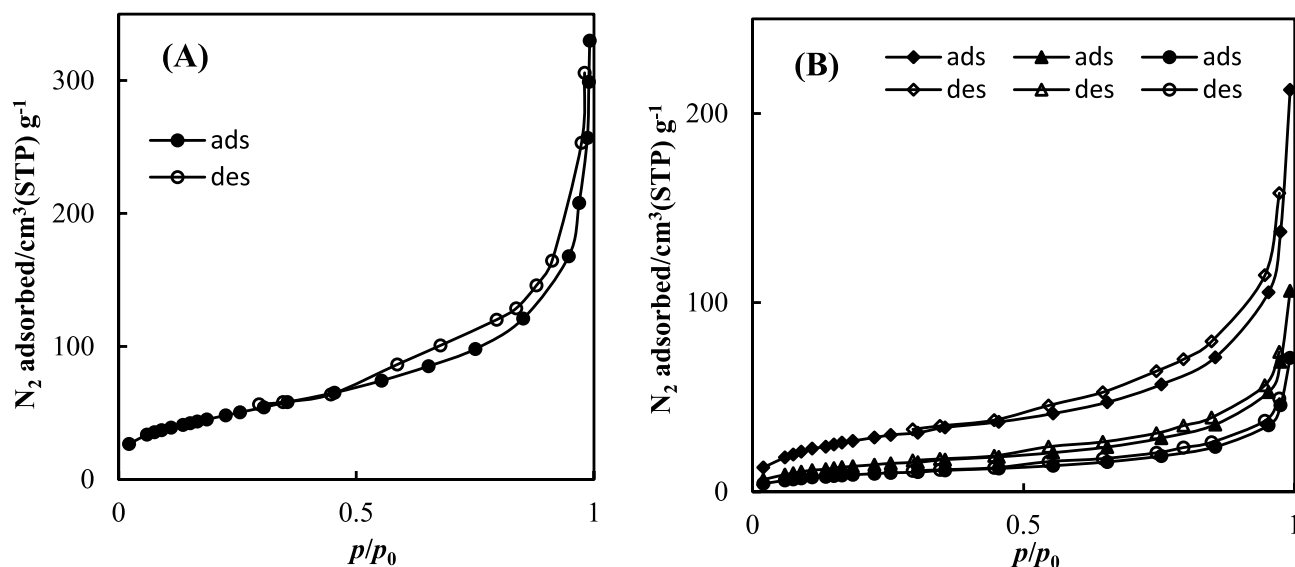 (A)
ads
des
N₂ adsorbed/cm³(STP) g⁻¹
300
200
100
0
0
0.5
1
p/p₀
(B)
ads ads ads
des des des
N₂ adsorbed/cm³(STP) g⁻¹
200
100
0
0
0.5
1
p/p₀